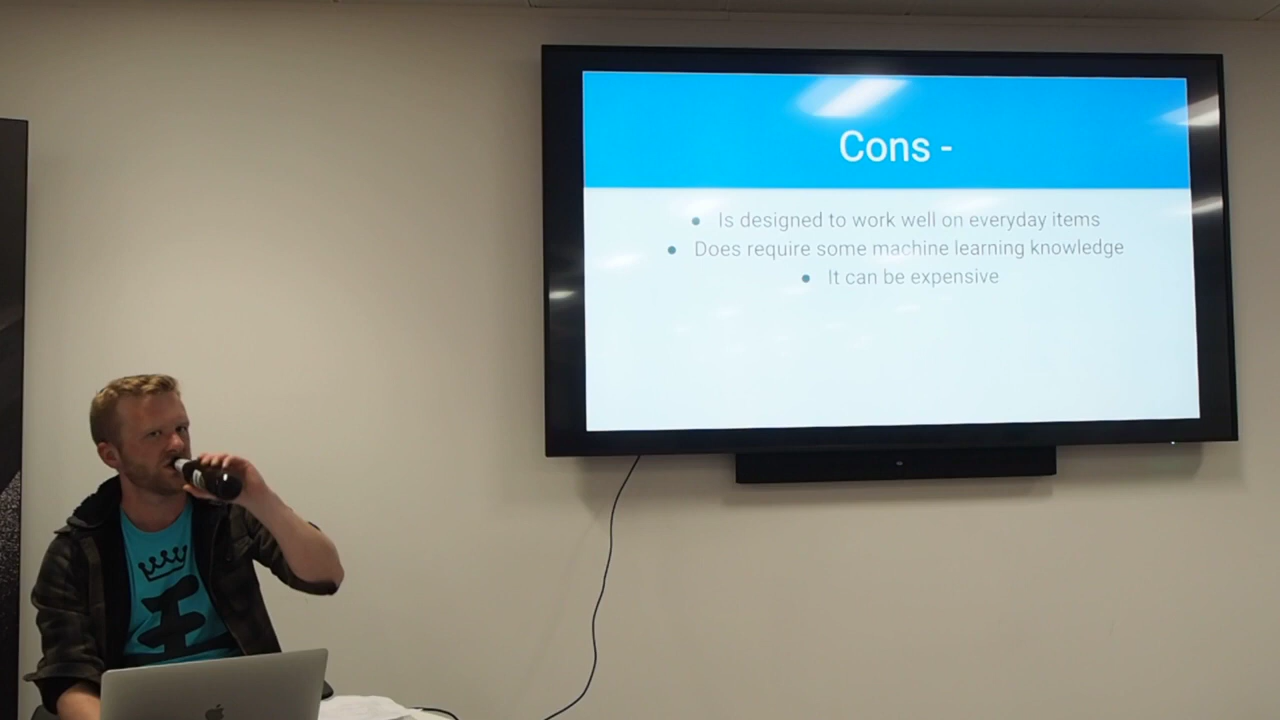 Cons -
● Is designed to work well on everyday items
● Does require some machine learning knowledge
● It can be expensive